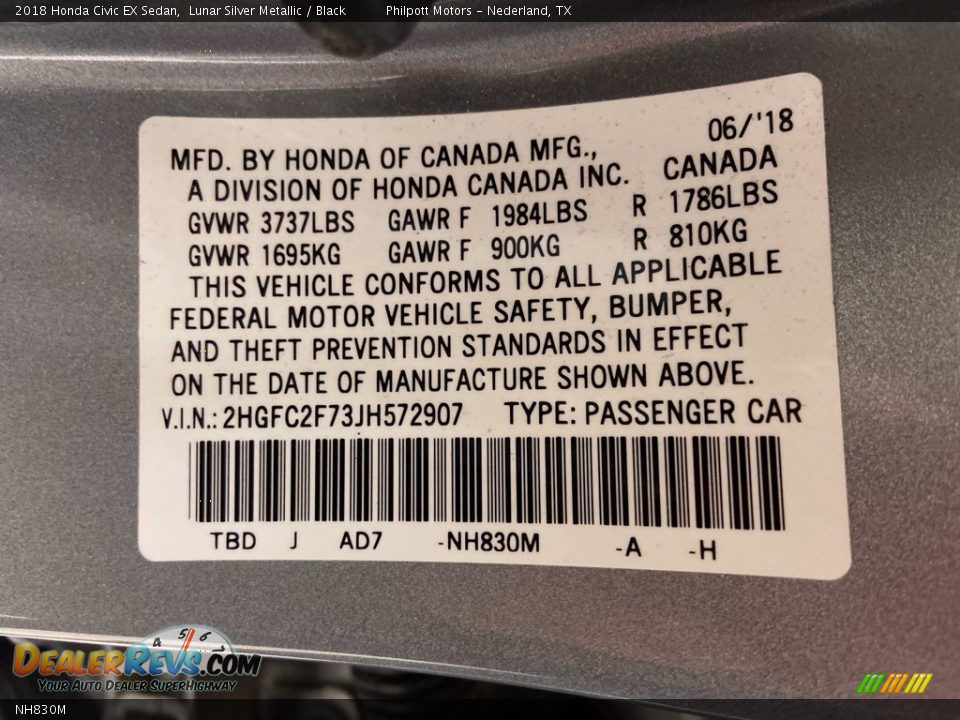 2018 Honda Civic EX Sedan, Lunar Silver Metallic / Black Philpott Motors – Nederland, TX
06/'18
MFD. BY HONDA OF CANADA MFG.,
A DIVISION OF HONDA CANADA INC. CANADA
GVWR 3737LBS GAWR F 1984LBS R 1786LBS
GVWR 1695KG GAWR F 900KG R 810KG
THIS VEHICLE CONFORMS TO ALL APPLICABLE
FEDERAL MOTOR VEHICLE SAFETY, BUMPER,
AND THEFT PREVENTION STANDARDS IN EFFECT
ON THE DATE OF MANUFACTURE SHOWN ABOVE.
V.I.N.: 2HGFC2F73JH572907 TYPE: PASSENGER CAR
TBD J AD7 -NH830M -A -H
4 5 6
DEALERREVS.COM
YOUR AUTO DEALER SUPERHIGHWAY
NH830M